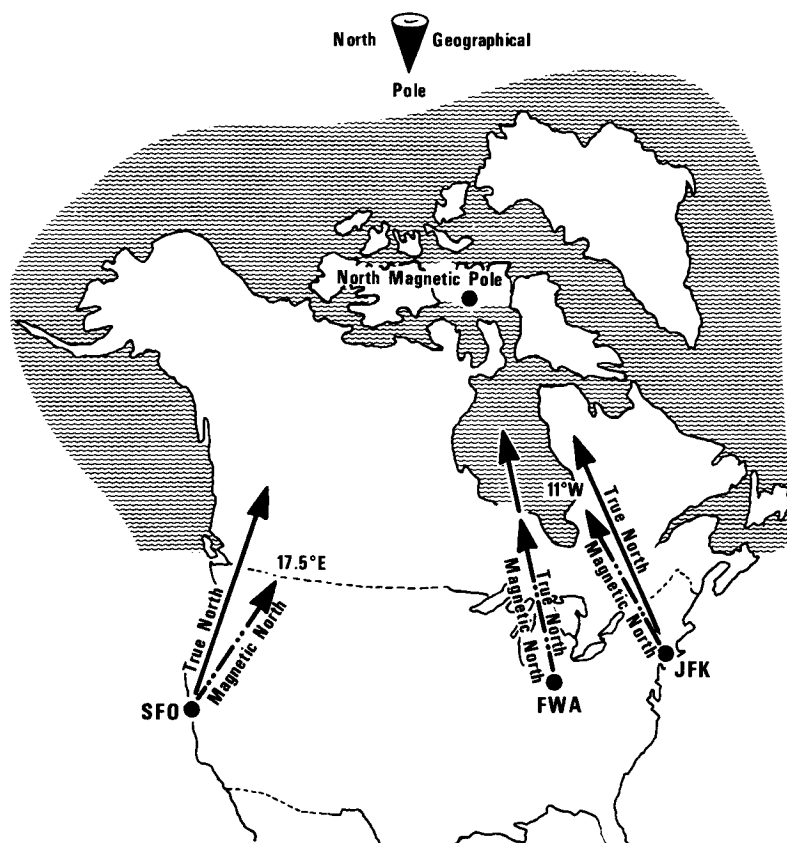 North Geographical
Pole
North Magnetic Pole
11°W
True North
Magnetic North
17.5°E
True North
Magnetic North
True North
Magnetic North
JFK
FWA
SFO